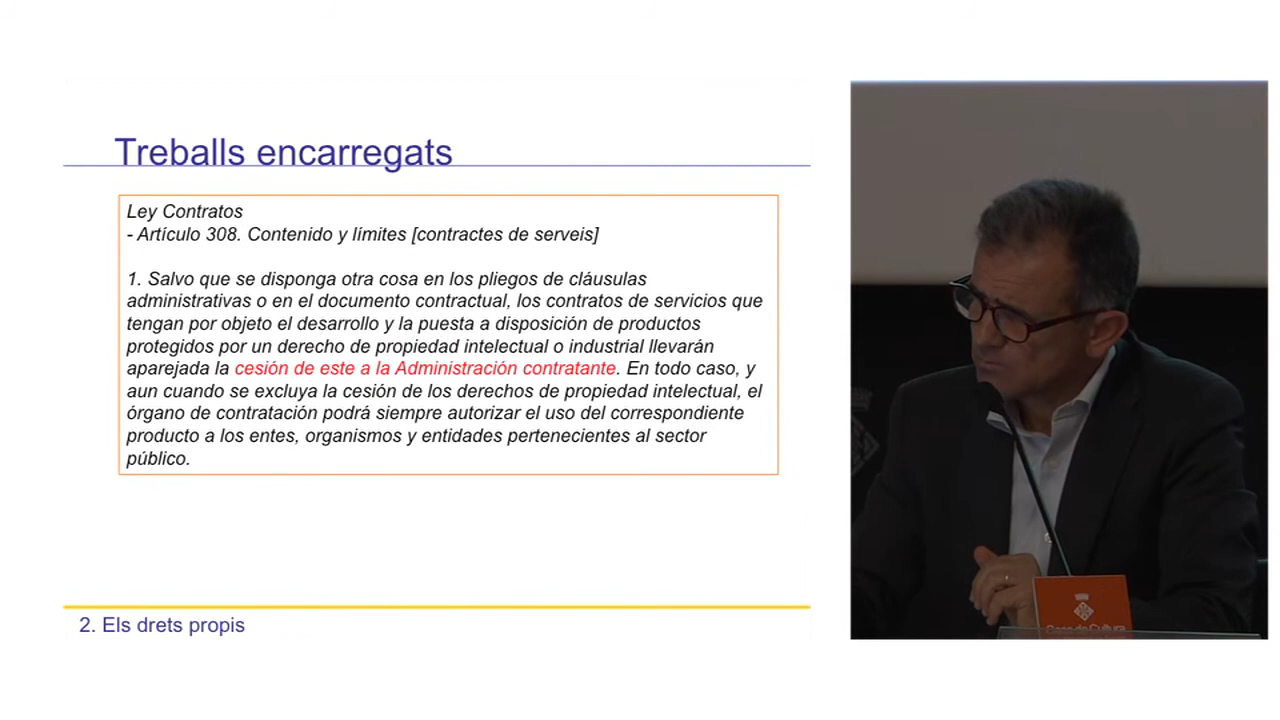 Treballs encarregats
Ley Contratos
- Artículo 308. Contenido y límites [contractes de serveis]
1. Salvo que se disponga otra cosa en los pliegos de cláusulas
administrativas o en el documento contractual, los contratos de servicios que
tengan por objeto el desarrollo y la puesta a disposición de productos
protegidos por un derecho de propiedad intelectual o industrial llevarán
aparejada la cesión de este a la Administración contratante. En todo caso, y
aun cuando se excluya la cesión de los derechos de propiedad intelectual, el
órgano de contratación podrá siempre autorizar el uso del correspondiente
producto a los entes, organismos y entidades pertenecientes al sector
público.
2. Els drets propis
Casa de Cultura